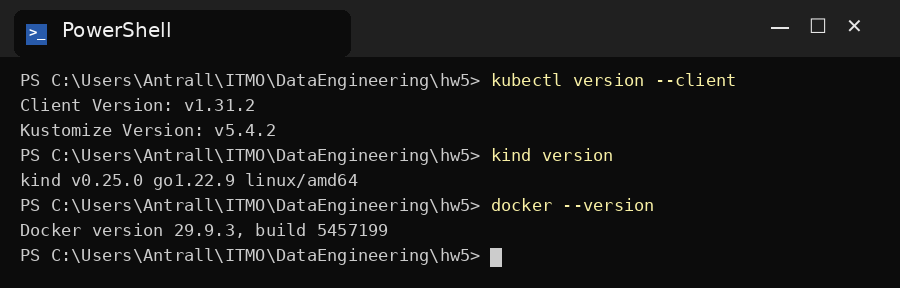 PowerShell
PS C:\Users\Antrall\ITMO\DataEngineering\hw5> kubectl version --client
Client Version: v1.31.2
Kustomize Version: v5.4.2
PS C:\Users\Antrall\ITMO\DataEngineering\hw5> kind version
kind v0.25.0 go1.22.9 linux/amd64
PS C:\Users\Antrall\ITMO\DataEngineering\hw5> docker --version
Docker version 29.9.3, build 5457199
PS C:\Users\Antrall\ITMO\DataEngineering\hw5>